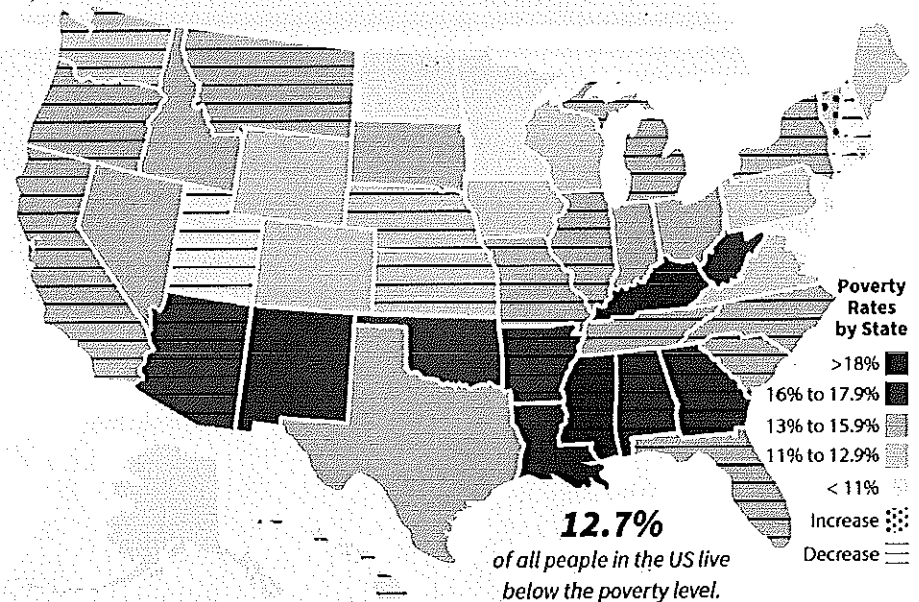 Poverty
Rates
by State
>18%
16% to 17.9%
13% to 15.9%
11% to 12.9%
< 11%
Increase
Decrease
12.7%
of all people in the US live
below the poverty level.